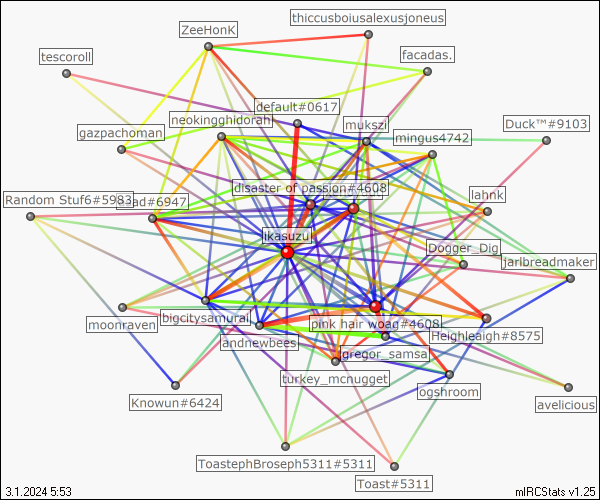 thiccusboiusalexusjoneus
ZeeHonK
tescoroll
facadas.
default#0617
neokingghidorah
mukszi
Duck™#9103
gazpachoman
mingus4742
disaster of passion#4608
lahnk
Random Stuf6#5983
ad#6947
ikasuzu
Dogger_Dig
jarlbreadmaker
moonraven
bigcitysamurai
pink hair woag#4608
Heighleaigh#8575
andnewbees
gregor_samsa
turkey_mcnugget
ogshroom
Knowun#6424
avelicious
ToastephBroseph5311#5311
Toast#5311
3.1.2024 5:53
mIRCStats v1.25